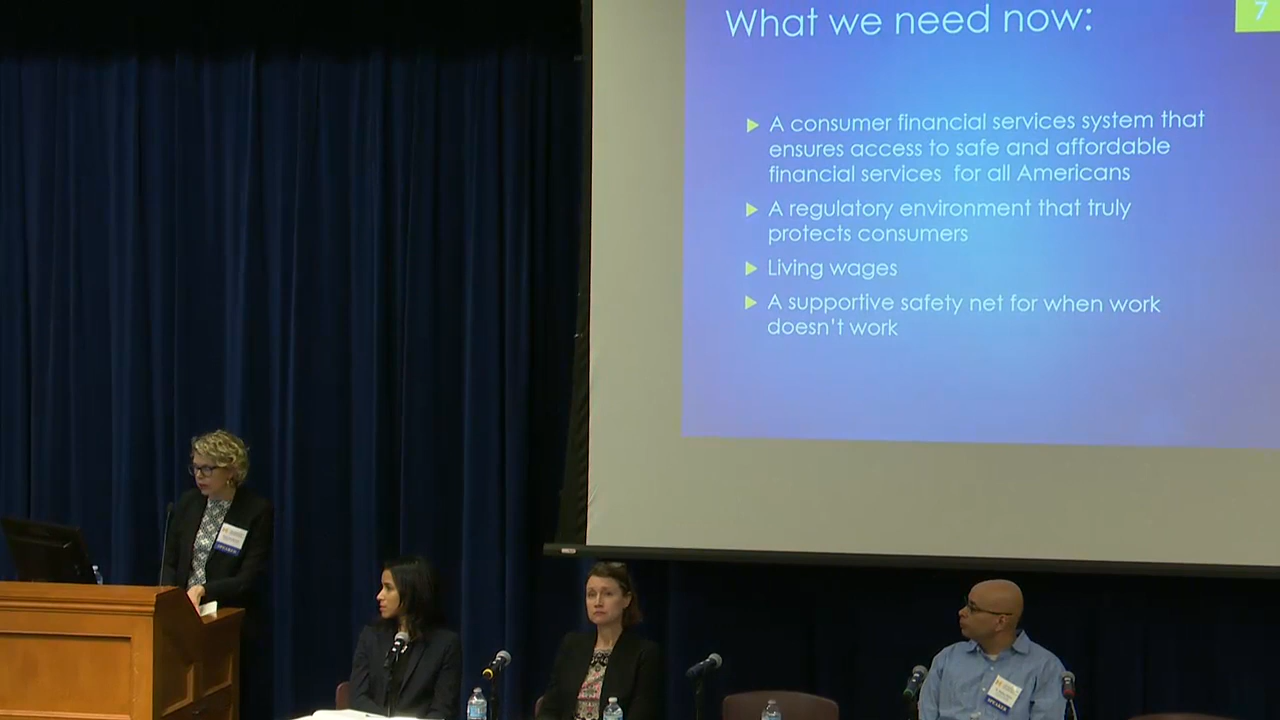 What we need now:
7
A consumer financial services system that
ensures access to safe and affordable
financial services for all Americans
A regulatory environment that truly
protects consumers
Living wages
A supportive safety net for when work
doesn't work
SPEAKER